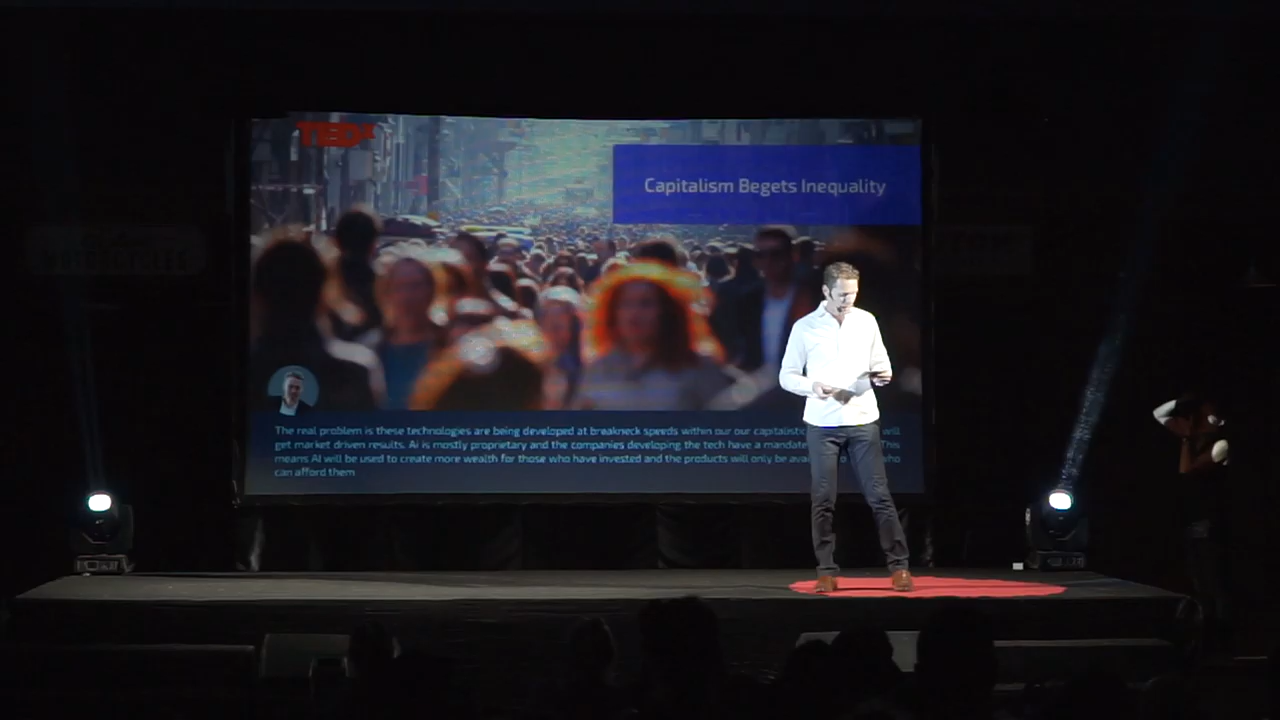 TEDx
Capitalism Begets Inequality
The real problem is these technologies are being developed at breakneck speeds within our our capitalistic will
get market driven results. Ai is mostly proprietary and the companies developing the tech have a mandate This
means AI will be used to create more wealth for those who have invested and the products will only be who
can afford them